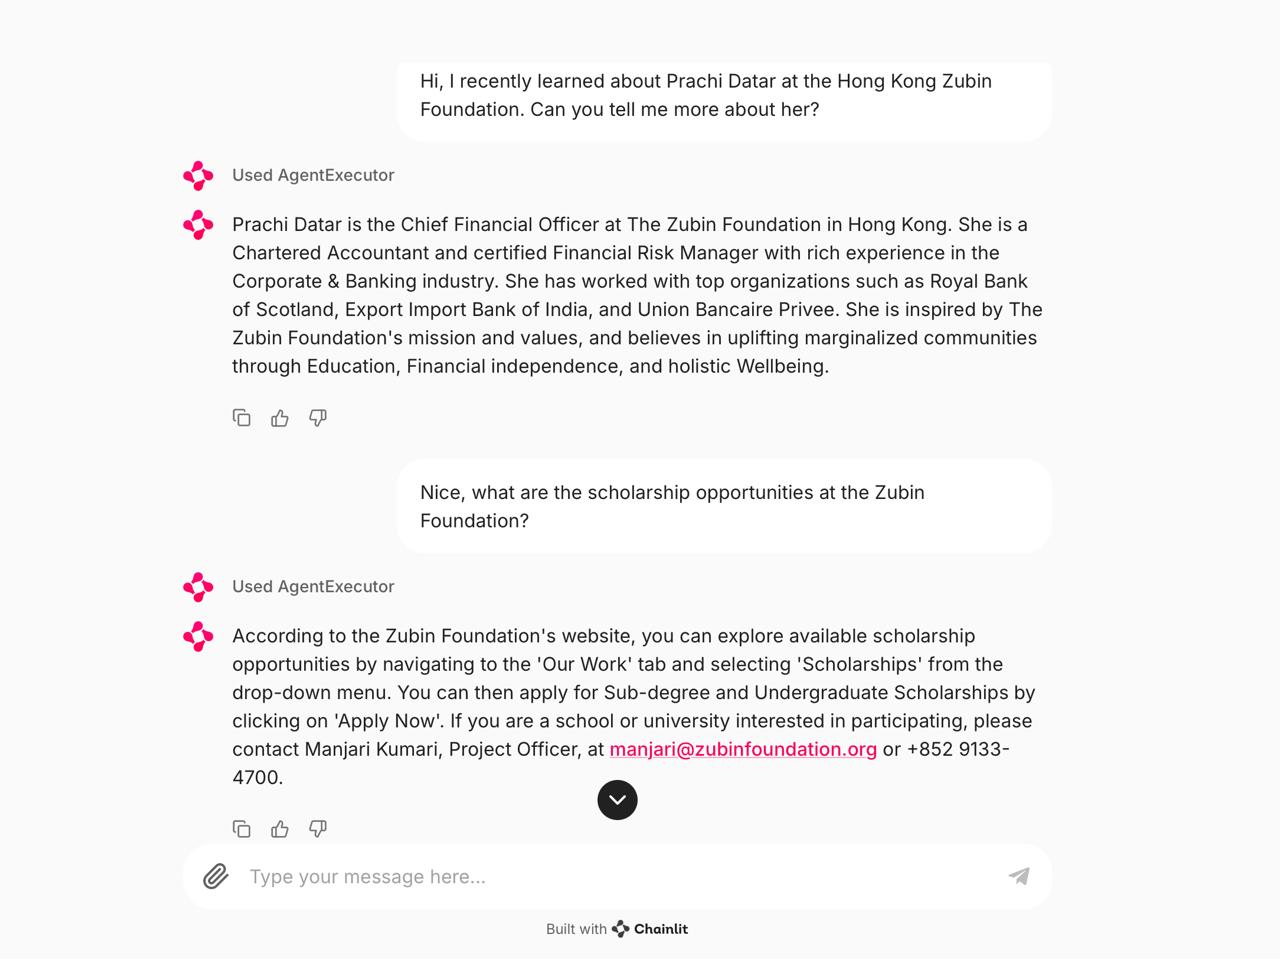 Hi, I recently learned about Prachi Datar at the Hong Kong Zubin
Foundation. Can you tell me more about her?
Used AgentExecutor
Prachi Datar is the Chief Financial Officer at The Zubin Foundation in Hong Kong. She is a
Chartered Accountant and certified Financial Risk Manager with rich experience in the
Corporate & Banking industry. She has worked with top organizations such as Royal Bank
of Scotland, Export Import Bank of India, and Union Bancaire Privee. She is inspired by The
Zubin Foundation's mission and values, and believes in uplifting marginalized communities
through Education, Financial independence, and holistic Wellbeing.
Nice, what are the scholarship opportunities at the Zubin
Foundation?
Used AgentExecutor
According to the Zubin Foundation's website, you can explore available scholarship
opportunities by navigating to the 'Our Work' tab and selecting 'Scholarships' from the
drop-down menu. You can then apply for Sub-degree and Undergraduate Scholarships by
clicking on 'Apply Now'. If you are a school or university interested in participating, please
contact Manjari Kumari, Project Officer, at manjari@zubinfoundation.org or +852 9133-
4700.
Type your message here...
Built with Chainlit